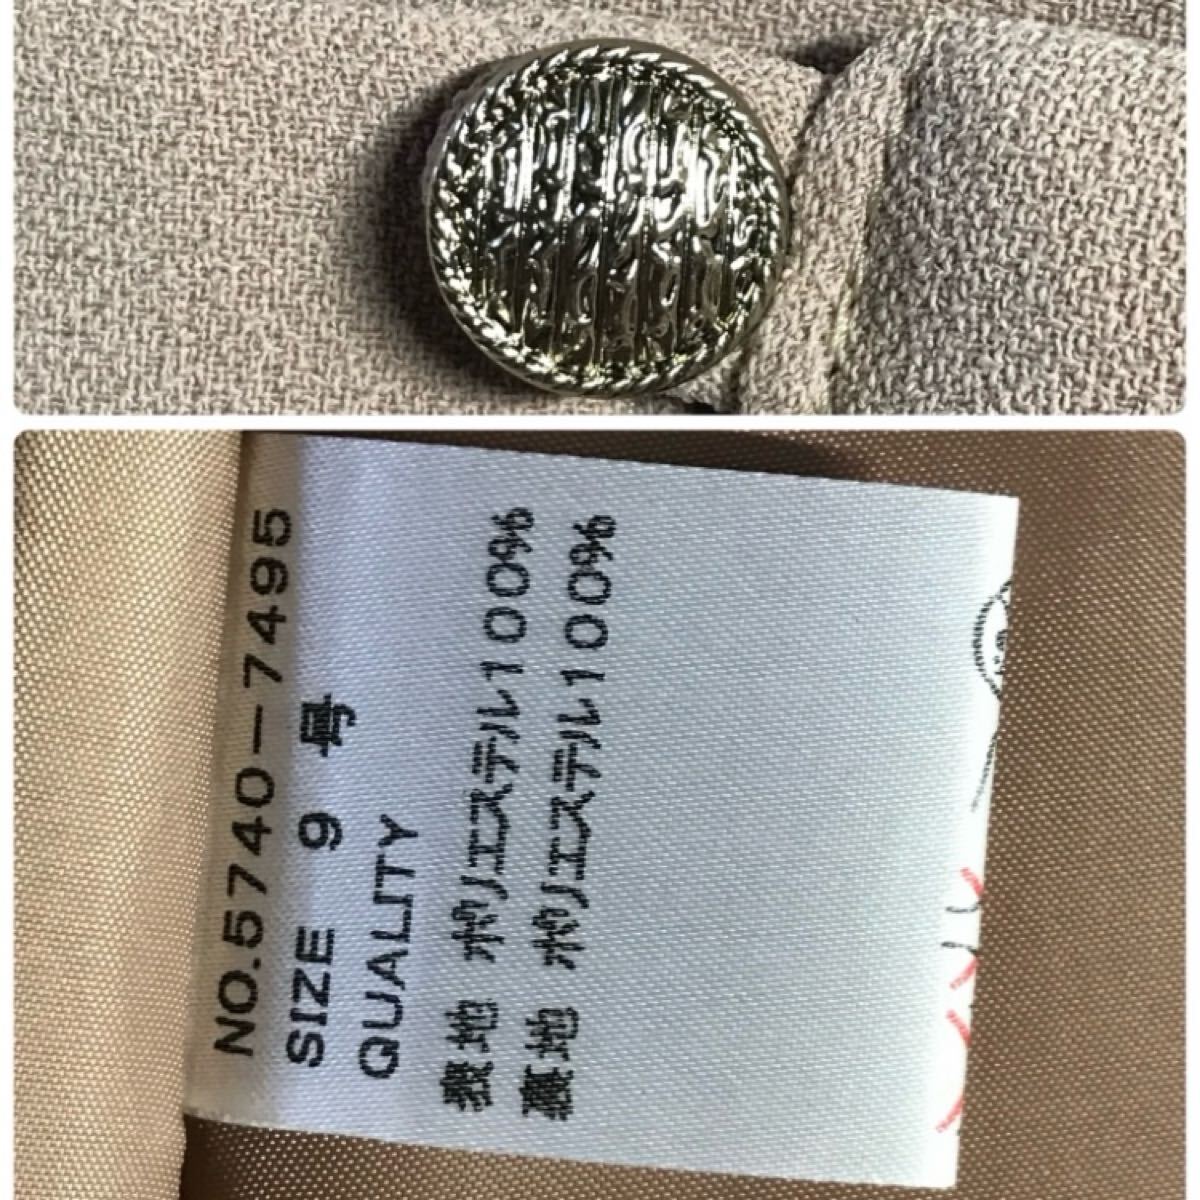 NO.5740-7495
SIZE 9 号
QUALITY
表地 ポリエステル100%
裏地 ポリエステル100%